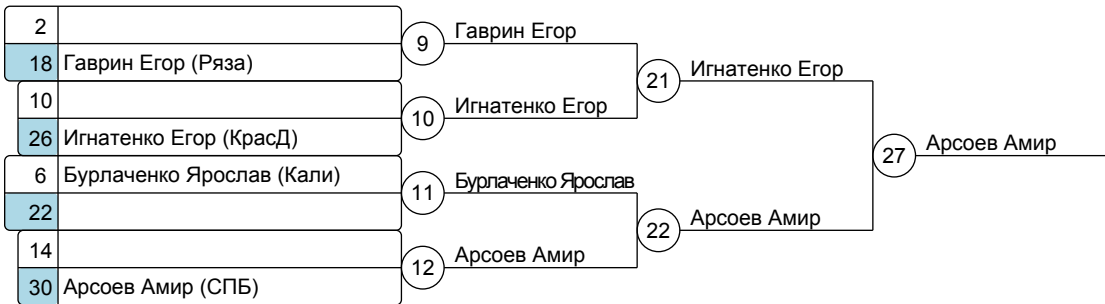 2
18 Гаврин Егор (Ряза)
10
26 Игнатенко Егор (КрасД)
6 Бурлаченко Ярослав (Кали)
22
14
30 Арсоев Амир (СПБ)
9 Гаврин Егор
10 Игнатенко Егор
11 Бурлаченко Ярослав
12 Арсоев Амир
21 Игнатенко Егор
22 Арсоев Амир
27 Арсоев Амир